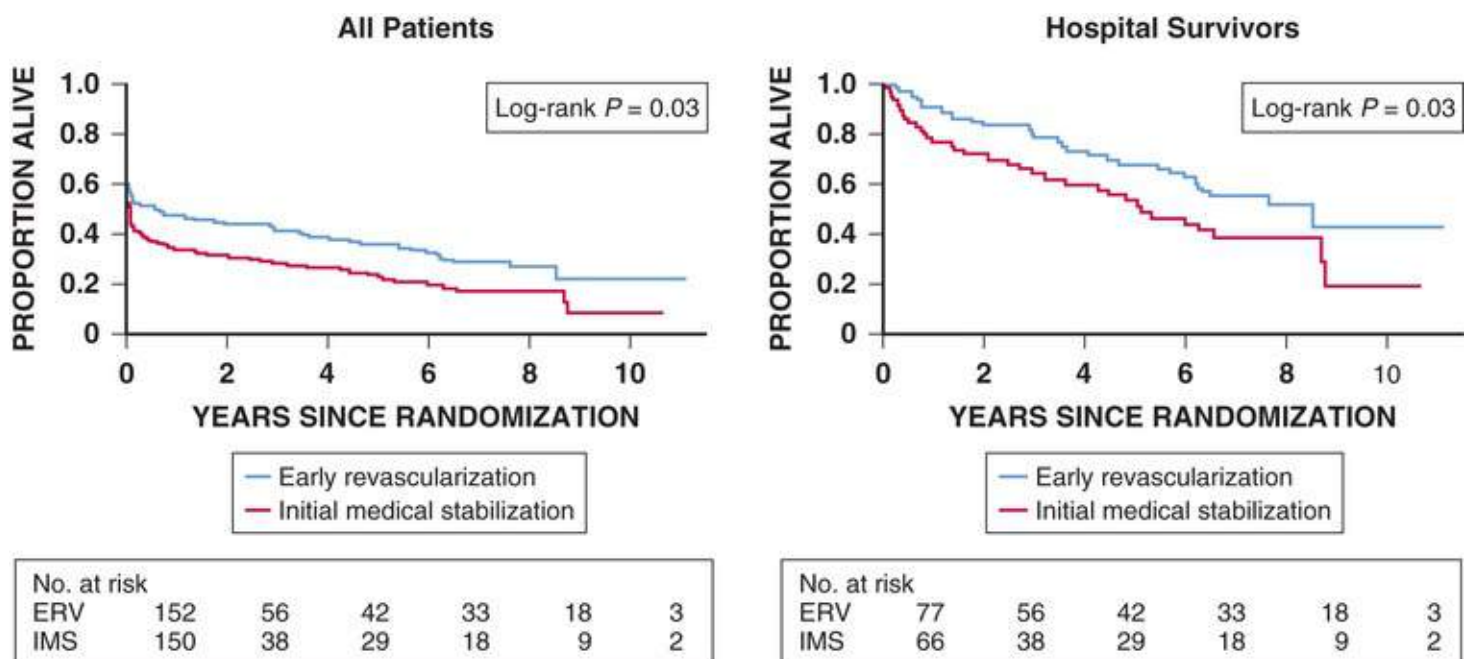 All Patients
PROPORTION ALIVE
1.0
0.8
0.6
0.4
0.2
0
Log-rank P = 0.03
0 2 4 6 8 10
YEARS SINCE RANDOMIZATION
Early revascularization
Initial medical stabilization
No. at risk
ERV 152 56 42 33 18 3
IMS 150 38 29 18 9 2
Hospital Survivors
PROPORTION ALIVE
1.0
0.8
0.6
0.4
0.2
0
Log-rank P = 0.03
0 2 4 6 8 10
YEARS SINCE RANDOMIZATION
Early revascularization
Initial medical stabilization
No. at risk
ERV 77 56 42 33 18 3
IMS 66 38 29 18 9 2